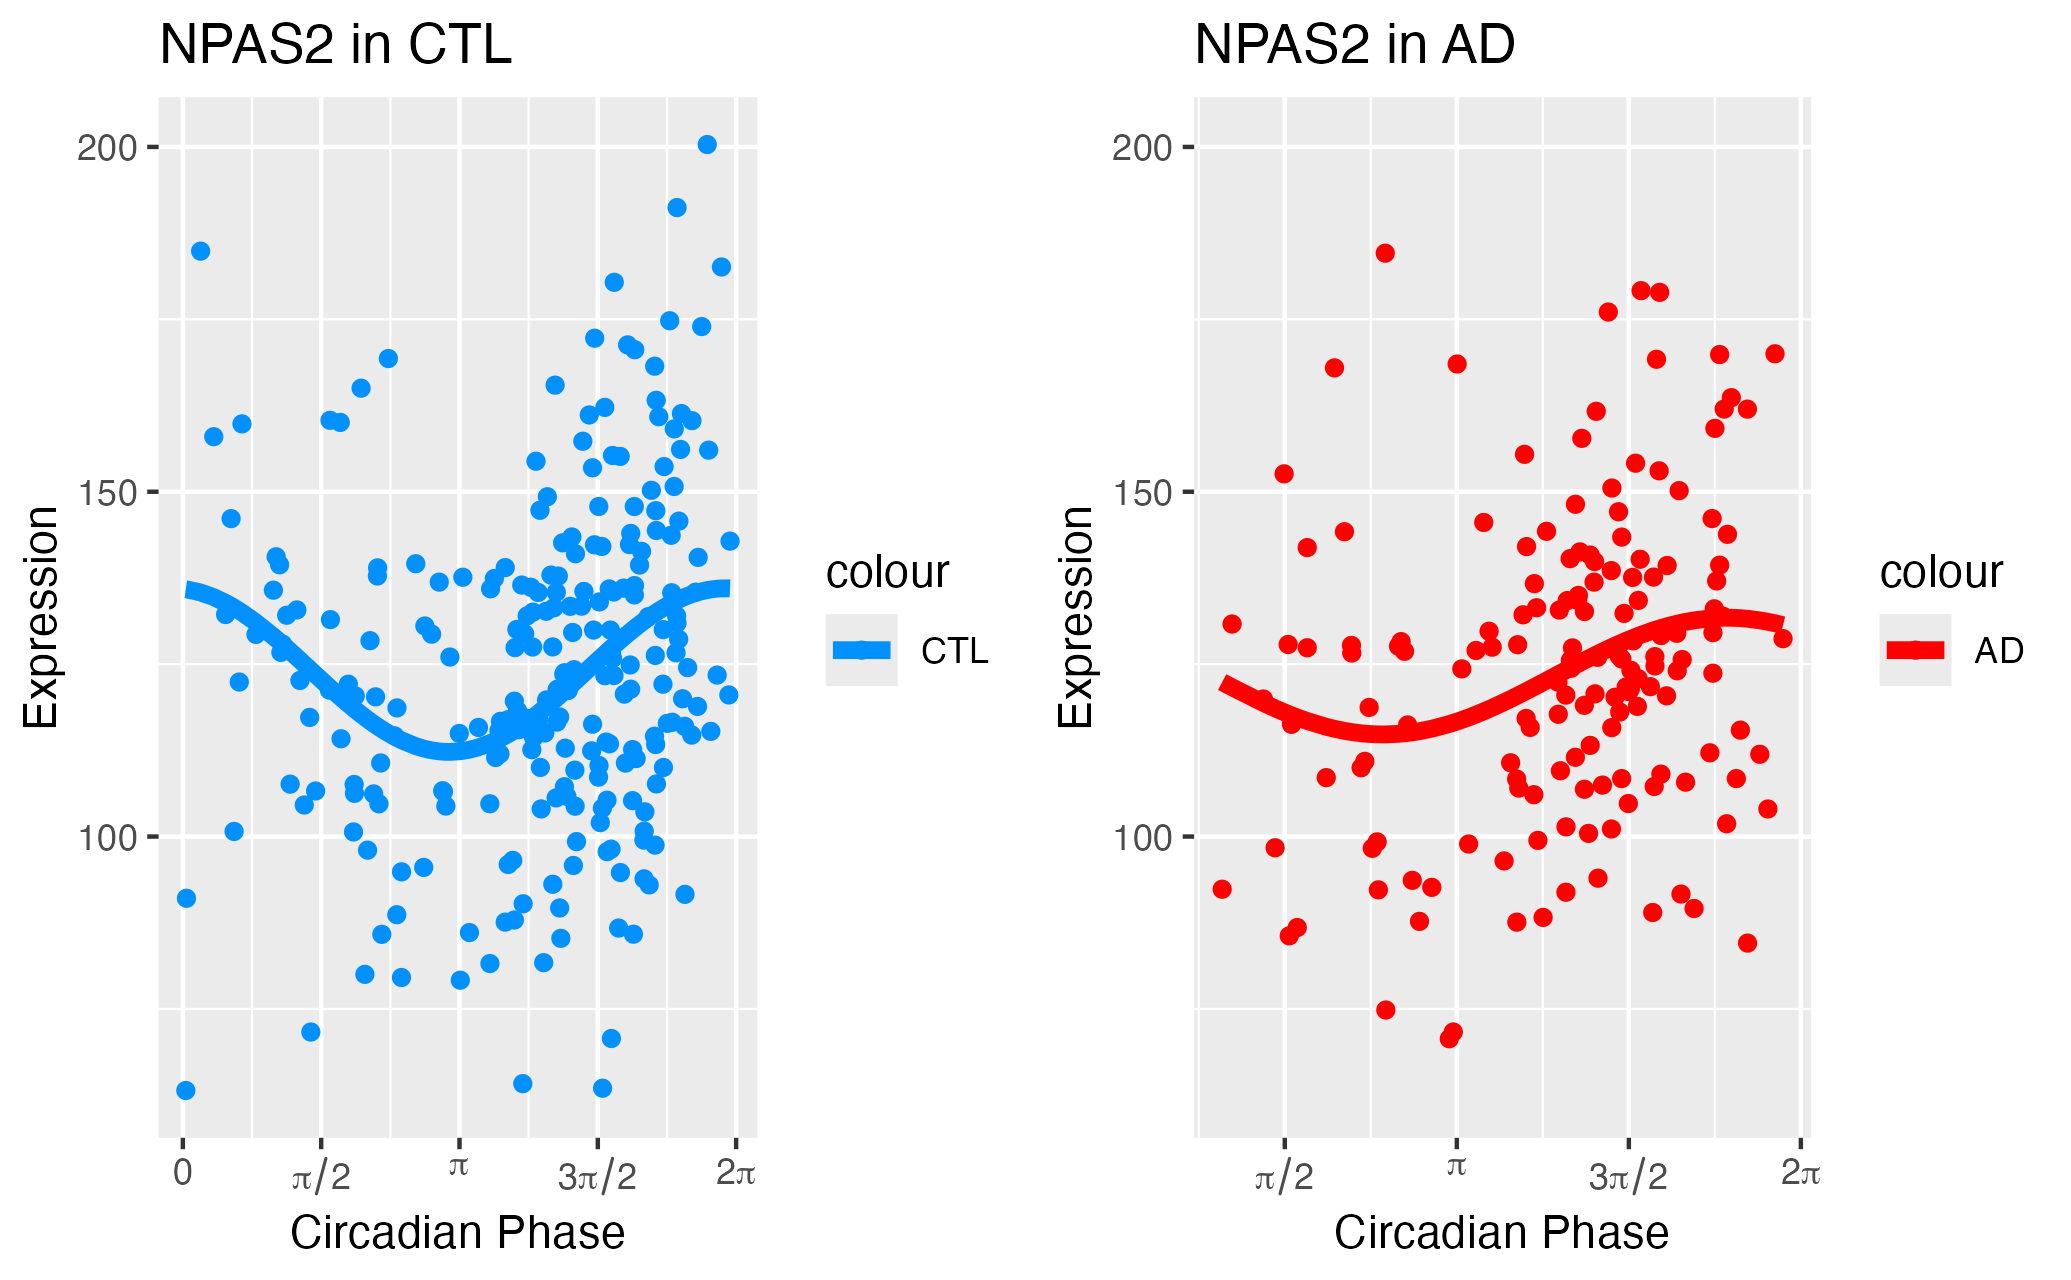 NPAS2 in CTL
Expression
200
150
100
0
π/2
π
3π/2
2π
Circadian Phase
colour
CTL
NPAS2 in AD
Expression
200
150
100
π/2
π
3π/2
2π
Circadian Phase
colour
AD